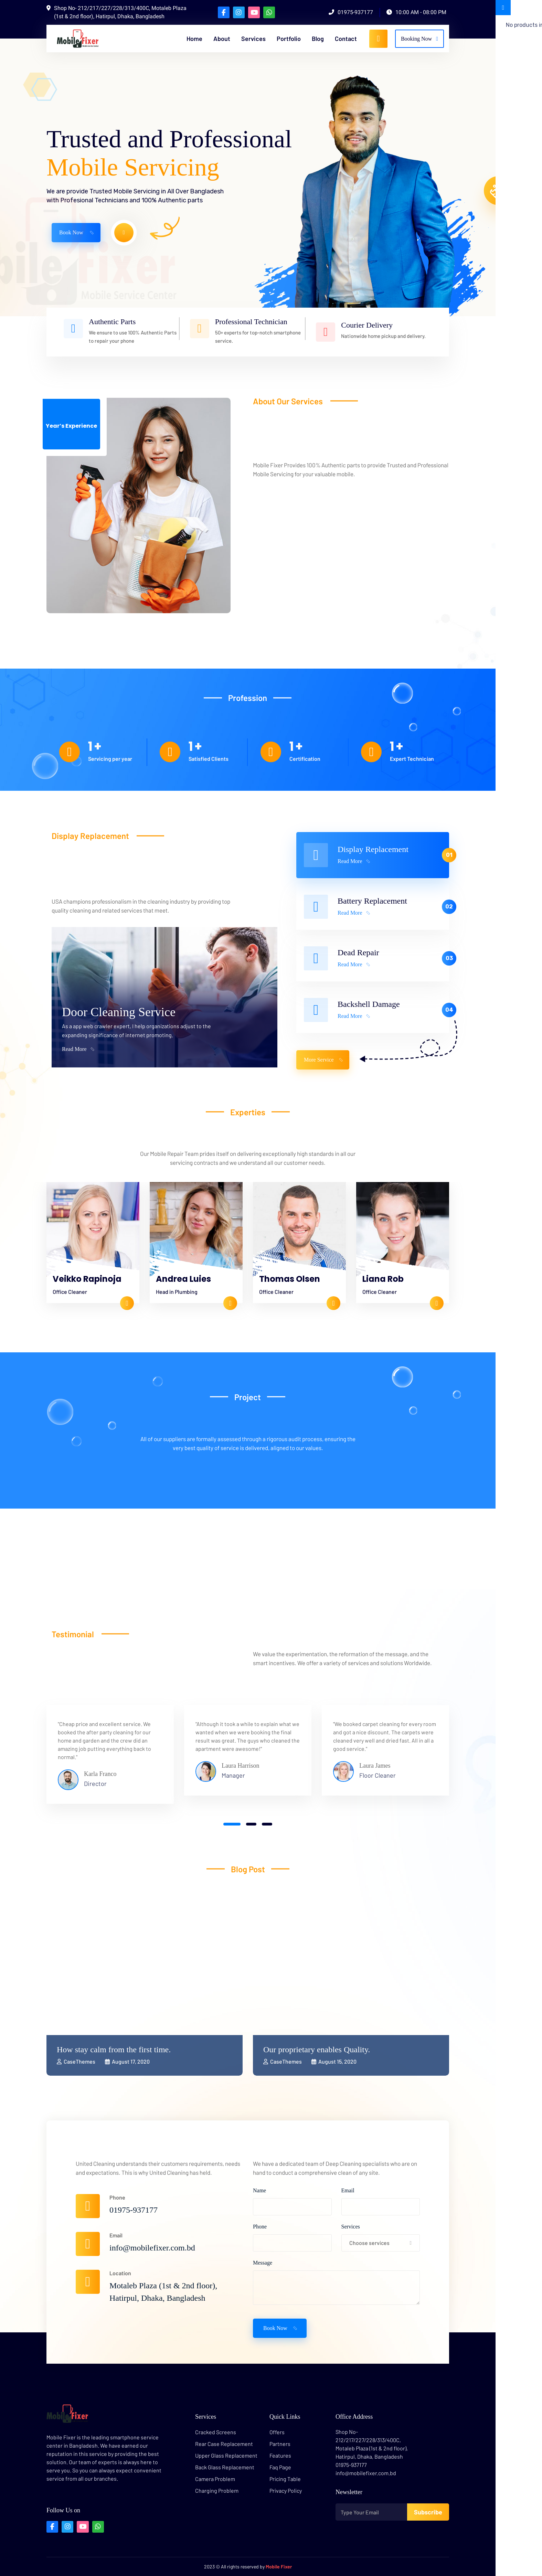 Shop No- 212/217/227/228/313/400C, Motaleb Plaza
(1st & 2nd floor), Hatirpul, Dhaka, Bangladesh
01975-937177
10:00 AM - 08:00 PM
No products in
Mobile Fixer
Home About Services Portfolio Blog Contact
Booking Now
Trusted and Professional
Mobile Servicing
We are provide Trusted Mobile Servicing in All Over Bangladesh
with Profesional Technicians and 100% Authentic parts
Book Now
Mobile Fixer
Mobile Service Center
Authentic Parts
We ensure to use 100% Authentic Parts
to repair your phone
Professional Technician
50+ experts for top-notch smartphone
service.
Courier Delivery
Nationwide home pickup and delivery.
Year's Experience
About Our Services
Mobile Fixer Provides 100% Authentic parts to provide Trusted and Professional
Mobile Servicing for your valuable mobile.
Profession
1 +
Servicing per year
1 +
Satisfied Clients
1 +
Certification
1 +
Expert Technician
Display Replacement
USA champions professionalism in the cleaning industry by providing top
quality cleaning and related services that meet.
Door Cleaning Service
As a app web crawler expert, I help organizations adjust to the
expanding significance of internet promoting.
Read More
Display Replacement
Read More
01
Battery Replacement
Read More
02
Dead Repair
Read More
03
Backshell Damage
Read More
04
More Service
Experties
Our Mobile Repair Team prides itself on delivering exceptionally high standards in all our
servicing contracts and we understand all our customer needs.
Veikko Rapinoja
Office Cleaner
Andrea Luies
Head in Plumbing
Thomas Olsen
Office Cleaner
Liana Rob
Office Cleaner
Project
All of our suppliers are formally assessed through a rigorous audit process, ensuring the
very best quality of service is delivered, aligned to our values.
Testimonial
We value the experimentation, the reformation of the message, and the
smart incentives. We offer a variety of services and solutions Worldwide.
"Cheap price and excellent service. We
booked the after party cleaning for our
home and garden and the crew did an
amazing job putting everything back to
normal."
Karla Franco
Director
"Although it took a while to explain what we
wanted when we were booking the final
result was great. The guys who cleaned the
apartment were awesome!"
Laura Harrison
Manager
"We booked carpet cleaning for every room
and got a nice discount. The carpets were
cleaned very well and dried fast. All in all a
good service."
Laura James
Floor Cleaner
Blog Post
How stay calm from the first time.
CaseThemes August 17, 2020
Our proprietary enables Quality.
CaseThemes August 15, 2020
United Cleaning understands their customers requirements, needs
and expectations. This is why United Cleaning has held.
Phone
01975-937177
Email
info@mobilefixer.com.bd
Location
Motaleb Plaza (1st & 2nd floor),
Hatirpul, Dhaka, Bangladesh
We have a dedicated team of Deep Cleaning specialists who are on
hand to conduct a comprehensive clean of any site.
Name
Email
Phone
Services
Choose services
Message
Book Now
Mobile Fixer
Mobile Fixer is the leading smartphone service
center in Bangladesh. We have earned our
reputation in this service by providing the best
to oblast. Our team of experts is always here to
serve you. So you can always expect convenient
service from all our branches.
Follow Us on
Services
Cracked Screens
Rear Case Replacement
Upper Glass Replacement
Back Glass Replacement
Camera Problem
Charging Problem
Quick Links
Offers
Partners
Features
Faq Page
Pricing Table
Privacy Policy
Office Address
Shop No-
212/217/227/228/313/400C,
Motaleb Plaza (1st & 2nd floor),
Hatirpul, Dhaka, Bangladesh
01975-937177
info@mobilefixer.com.bd
Newsletter
Type Your Email
Subscribe
2023 © All rights reserved by Mobile Fixer